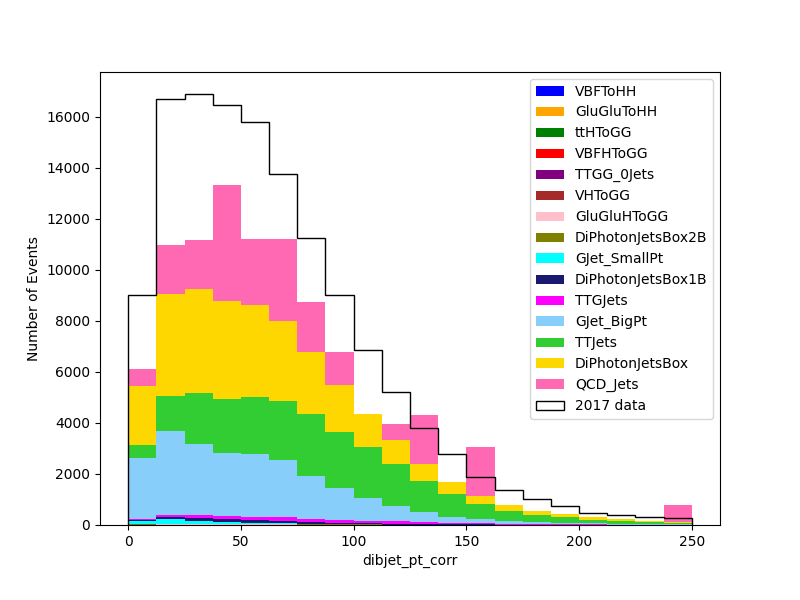 Number of Events
16000
14000
12000
10000
8000
6000
4000
2000
0
0
50
100
150
200
250
dibjet_pt_corr
VBFToHH
GluGluToHH
ttHToGG
VBFHToGG
TTGG_0Jets
VHToGG
GluGluHToGG
DiPhotonJetsBox2B
GJet_SmallPt
DiPhotonJetsBox1B
TTGJets
GJet_BigPt
TTJets
DiPhotonJetsBox
QCD_Jets
2017 data